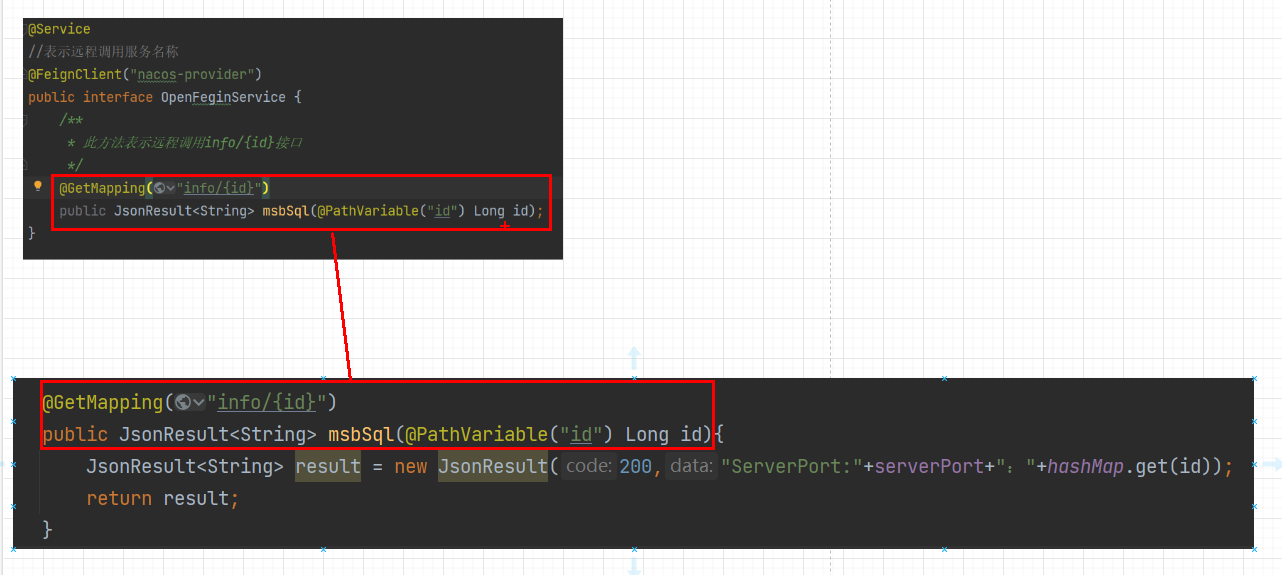 @Service
//表示远程调用服务名称
@FeignClient("nacos-provider")
public interface OpenFeginService {
/**
* 此方法表示远程调用info/{id}接口
*/
@GetMapping("info/{id}")
public JsonResult<String> msbSql(@PathVariable("id") Long id);
}
@GetMapping("info/{id}")
public JsonResult<String> msbSql(@PathVariable("id") Long id){
JsonResult<String> result = new JsonResult( code: 200, data: "ServerPort:"+serverPort+"："+hashMap.get(id));
return result;
}